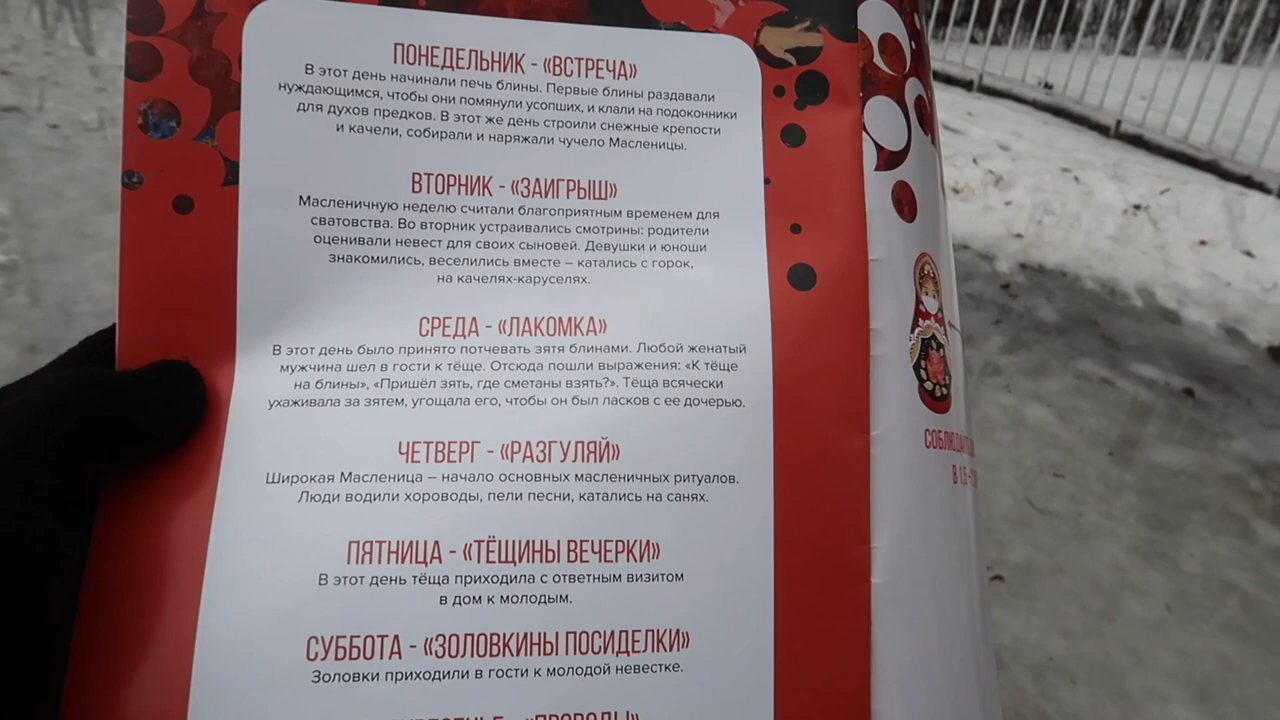 ПОНЕДЕЛЬНИК - «ВСТРЕЧА»
В этот день начинали печь блины. Первые блины раздавали
нуждающимся, чтобы они помянули усопших, и клали на подоконники
для духов предков. В этот же день строили снежные крепости
и качели, собирали и наряжали чучело Масленицы.
ВТОРНИК - «ЗАИГРЫШ»
Масленичную неделю считали благоприятным временем для
сватовства. Во вторник устраивались смотрины: родители
оценивали невест для своих сыновей. Девушки и юноши
знакомились, веселились вместе – катались с горок,
на качелях-каруселях.
СРЕДА - «ЛАКОМКА»
В этот день было принято потчевать зятя блинами. Любой женатый
мужчина шел в гости к тёще. Отсюда пошли выражения: «К тёще
на блины», «Пришёл зять, где сметаны взять?». Тёща всячески
ухаживала за зятем, угощала его, чтобы он был ласков с ее дочерью.
ЧЕТВЕРГ - «РАЗГУЛЯЙ»
Широкая Масленица – начало основных масленичных ритуалов.
Люди водили хороводы, пели песни, катались на санях.
ПЯТНИЦА - «ТЁЩИНЫ ВЕЧЕРКИ»
В этот день тёща приходила с ответным визитом
в дом к молодым.
СУББОТА - «ЗОЛОВКИНЫ ПОСИДЕЛКИ»
Золовки приходили в гости к молодой невестке.
«ПРОВОДЫ»
В 1,5